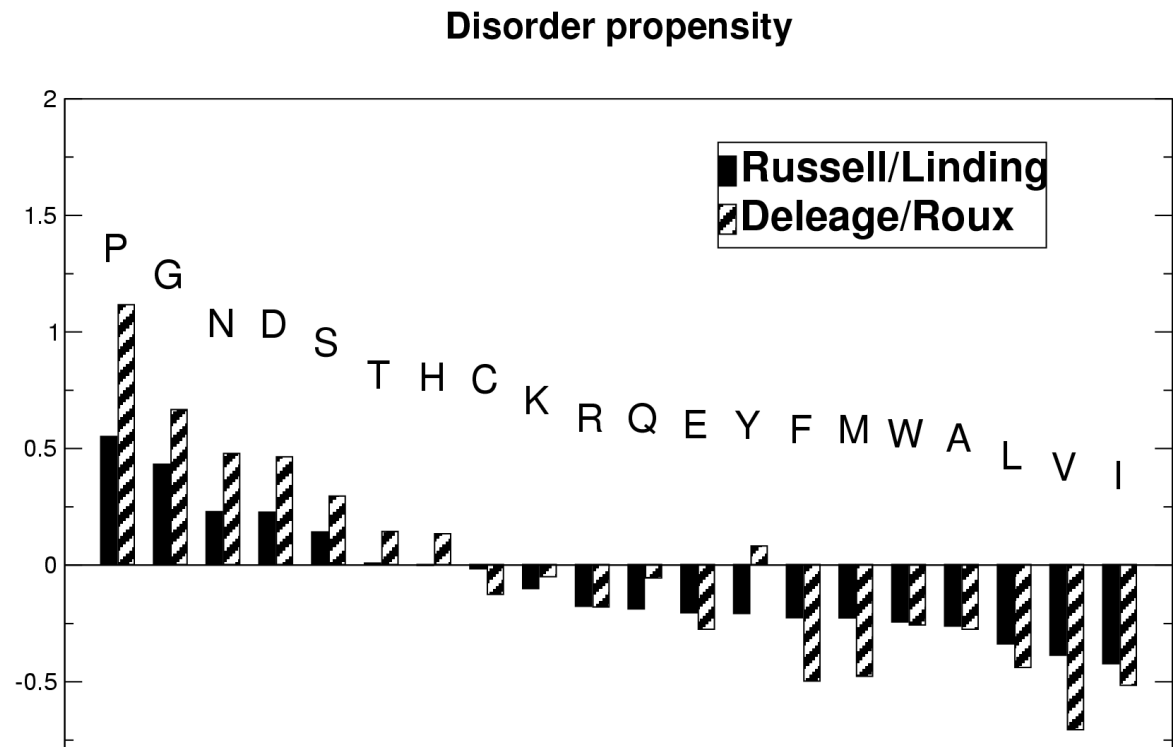 Disorder propensity
2
Russell/Linding
Deleage/Roux
1.5
P
G
N D S
T H C K R Q E Y F M W A L V I
1
0.5
0
-0.5